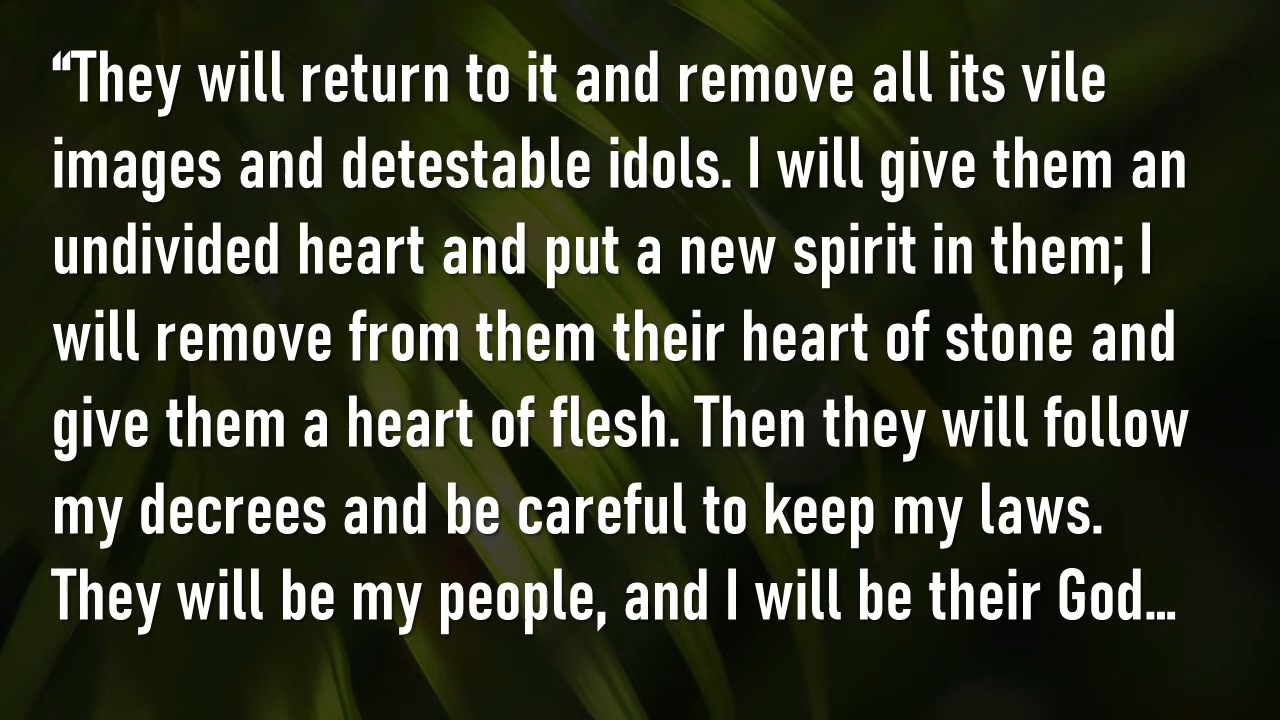 “They will return to it and remove all its vile
images and detestable idols. I will give them an
undivided heart and put a new spirit in them; I
will remove from them their heart of stone and
give them a heart of flesh. Then they will follow
my decrees and be careful to keep my laws.
They will be my people, and I will be their God…